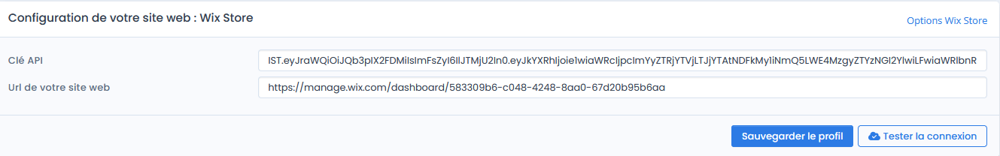 Configuration de votre site web : Wix Store
Options Wix Store
Clé API
IST.eyJraWQiOiJQb3pIX2FDMiIsImFsZyI6IlJTMjU2In0.eyJkYXRhIjoie1wiaWRcIjpcImYyZTRjYTVjLTJjYTAtNDFkMy1iNmQ5LWE4MzgyZTYzNGI2YlwiLFwiaWRlbnR
Url de votre site web
https://manage.wix.com/dashboard/583309b6-c048-4248-8aa0-67d20b95b6aa
Sauvegarder le profil
Tester la connexion